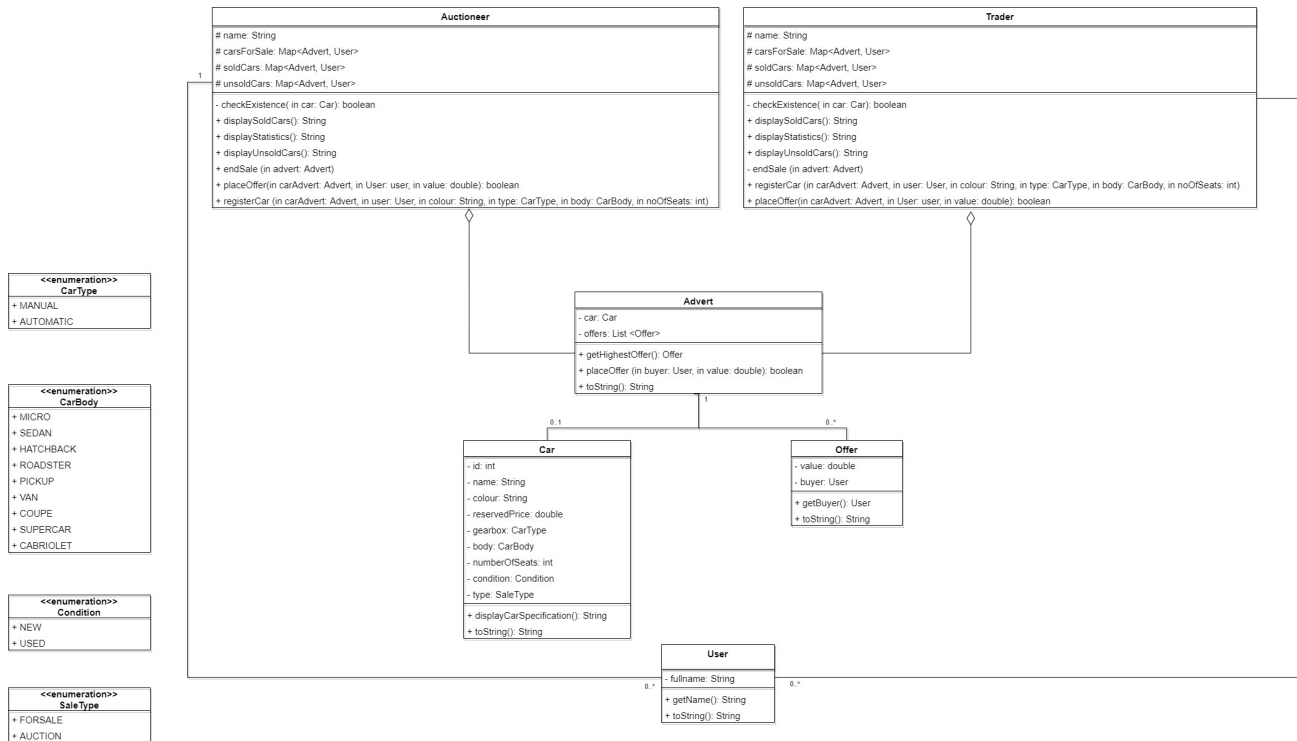 Auctioneer
# name: String
# carsForSale: Map<Advert, User>
# soldCars: Map<Advert, User>
# unsoldCars: Map<Advert, User>
- checkExistence( in car: Car): boolean
+ displaySoldCars(): String
+ displayStatistics(): String
+ displayUnsoldCars(): String
+ endSale (in advert: Advert)
+ placeOffer(in carAdvert: Advert, in User: user, in value: double): boolean
+ registerCar (in carAdvert: Advert, in user: User, in colour: String, in type: CarType, in body: CarBody, in noOfSeats: int)
Trader
# name: String
# carsForSale: Map<Advert, User>
# soldCars: Map<Advert, User>
# unsoldCars: Map<Advert, User>
- checkExistence( in car: Car): boolean
+ displaySoldCars(): String
+ displayStatistics(): String
+ displayUnsoldCars(): String
- endSale (in advert: Advert)
+ registerCar (in carAdvert: Advert, in user: User, in colour: String, in type: CarType, in body: CarBody, in noOfSeats: int)
+ placeOffer(in carAdvert: Advert, in User: user, in value: double): boolean
1
<<enumeration>>
CarType
+ MANUAL
+ AUTOMATIC
Advert
- car: Car
- offers: List <Offer>
+ getHighestOffer(): Offer
+ placeOffer (in buyer: User, in value: double): boolean
+ toString(): String
1
0..1
0..*
<<enumeration>>
CarBody
+ MICRO
+ SEDAN
+ HATCHBACK
+ ROADSTER
+ PICKUP
+ VAN
+ COUPE
+ SUPERCAR
+ CABRIOLET
Car
- id: int
- name: String
- colour: String
- reservedPrice: double
- gearbox: CarType
- body: CarBody
- numberOfSeats: int
- condition: Condition
- type: SaleType
+ displayCarSpecification(): String
+ toString(): String
Offer
- value: double
- buyer: User
+ getBuyer(): User
+ toString(): String
<<enumeration>>
Condition
+ NEW
+ USED
User
- fullname: String
+ getName(): String
+ toString(): String
0..*
0..*
<<enumeration>>
SaleType
+ FORSALE
+ AUCTION